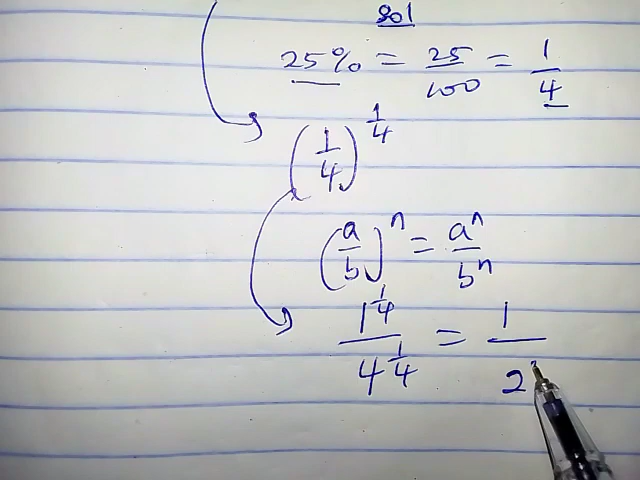 sol
25% = 25/100 = 1/4
(1/4)^1/4
(a/b)^n = a^n/b^n
1^1/4/4^1/4 = 1/2